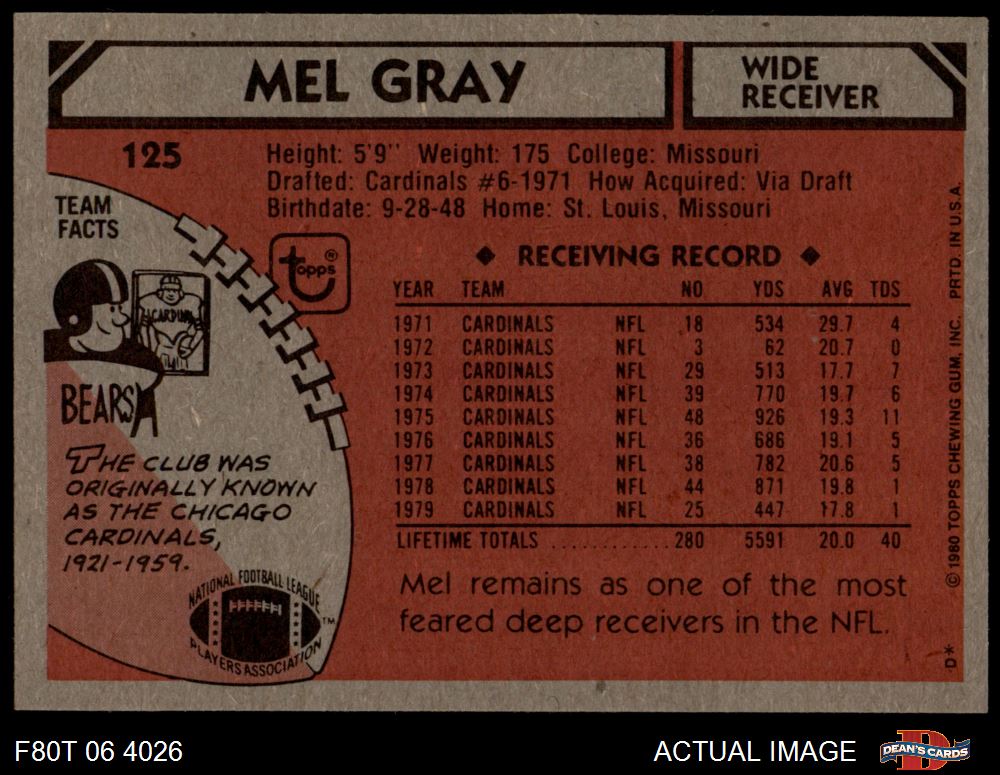 MEL GRAY
WIDE
RECEIVER
125
Height: 5'9" Weight: 175 College: Missouri
Drafted: Cardinals #6-1971 How Acquired: Via Draft
Birthdate: 9-28-48 Home: St. Louis, Missouri
TEAM
FACTS
topps®
CARDINALS
BEARS
THE CLUB WAS
ORIGINALLY KNOWN
AS THE CHICAGO
CARDINALS,
1921-1959.
NATIONAL FOOTBALL LEAGUE
PLAYERS ASSOCIATION
TM
◆ RECEIVING RECORD ◆
YEAR TEAM NO YDS AVG TDS
1971 CARDINALS NFL 18 534 29.7 4
1972 CARDINALS NFL 3 62 20.7 0
1973 CARDINALS NFL 29 513 17.7 7
1974 CARDINALS NFL 39 770 19.7 6
1975 CARDINALS NFL 48 926 19.3 11
1976 CARDINALS NFL 36 686 19.1 5
1977 CARDINALS NFL 38 782 20.6 5
1978 CARDINALS NFL 44 871 19.8 1
1979 CARDINALS NFL 25 447 17.8 1
LIFETIME TOTALS ............ 280 5591 20.0 40
Mel remains as one of the most
feared deep receivers in the NFL.
© 1980 TOPPS CHEWING GUM, INC. PRTD. IN U.S.A.
D*
F80T 06 4026
ACTUAL IMAGE
D
DEAN'S CARDS